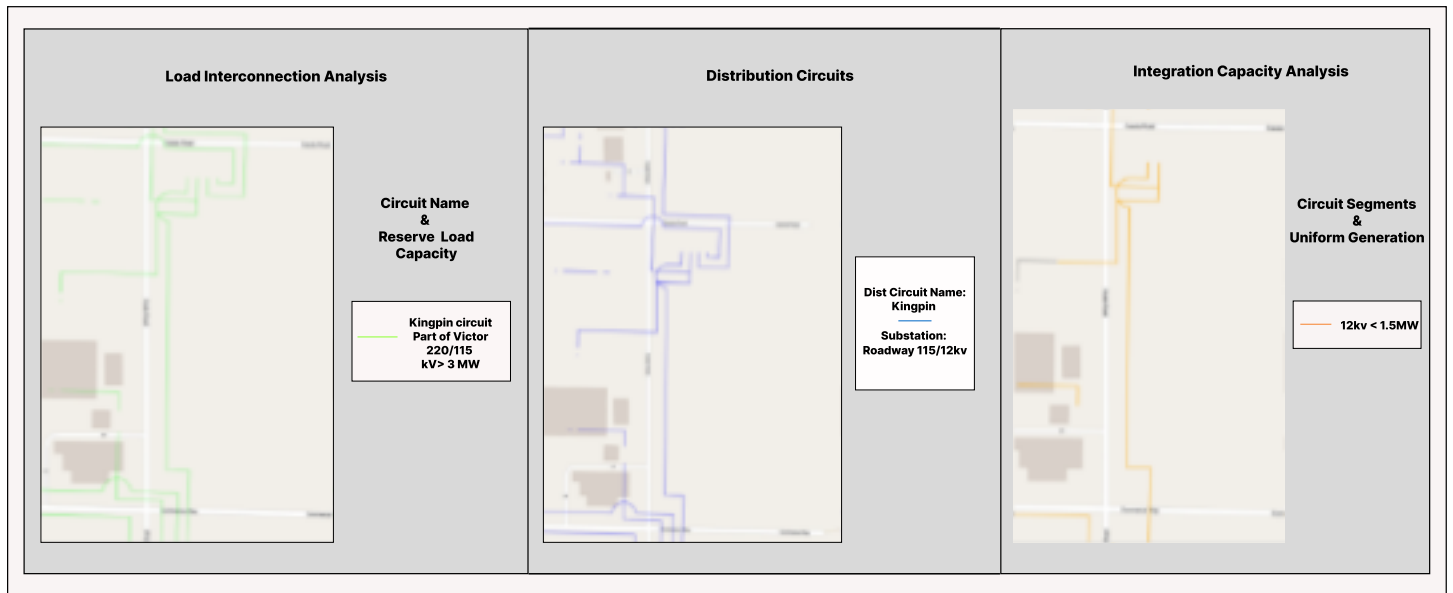 Load Interconnection Analysis
Circuit Name
&
Reserve Load
Capacity
Kingpin circuit
Part of Victor
220/115
kV> 3 MW
Distribution Circuits
Dist Circuit Name:
Kingpin
Substation:
Roadway 115/12kv
Integration Capacity Analysis
Circuit Segments
&
Uniform Generation
12kv < 1.5MW